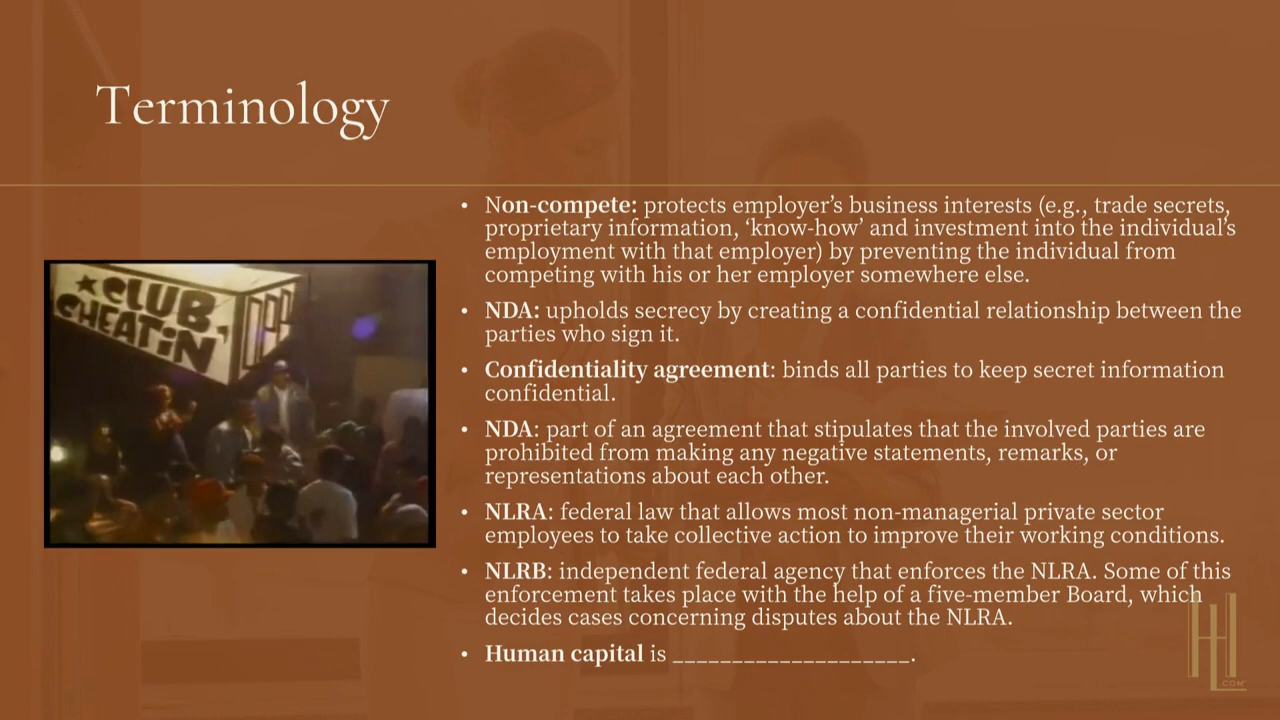 Terminology
• Non-compete: protects employer’s business interests (e.g., trade secrets,
proprietary information, ‘know-how’ and investment into the individual’s
employment with that employer) by preventing the individual from
competing with his or her employer somewhere else.
★CLUB
CHEATiN'
OPP
• NDA: upholds secrecy by creating a confidential relationship between the
parties who sign it.
• Confidentiality agreement: binds all parties to keep secret information
confidential.
• NDA: part of an agreement that stipulates that the involved parties are
prohibited from making any negative statements, remarks, or
representations about each other.
• NLRA: federal law that allows most non-managerial private sector
employees to take collective action to improve their working conditions.
• NLRB: independent federal agency that enforces the NLRA. Some of this
enforcement takes place with the help of a five-member Board, which
decides cases concerning disputes about the NLRA.
• Human capital is ____________________.
HL
.COM